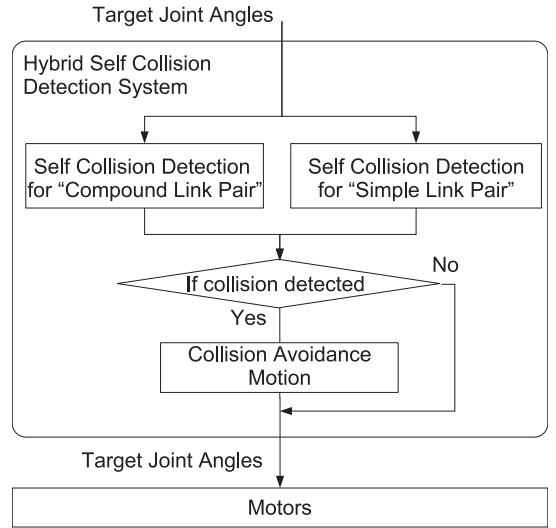 Target Joint Angles
Hybrid Self Collision
Detection System
Self Collision Detection
for “Compound Link Pair”
Self Collision Detection
for “Simple Link Pair”
If collision detected
No
Yes
Collision Avoidance
Motion
Target Joint Angles
Motors